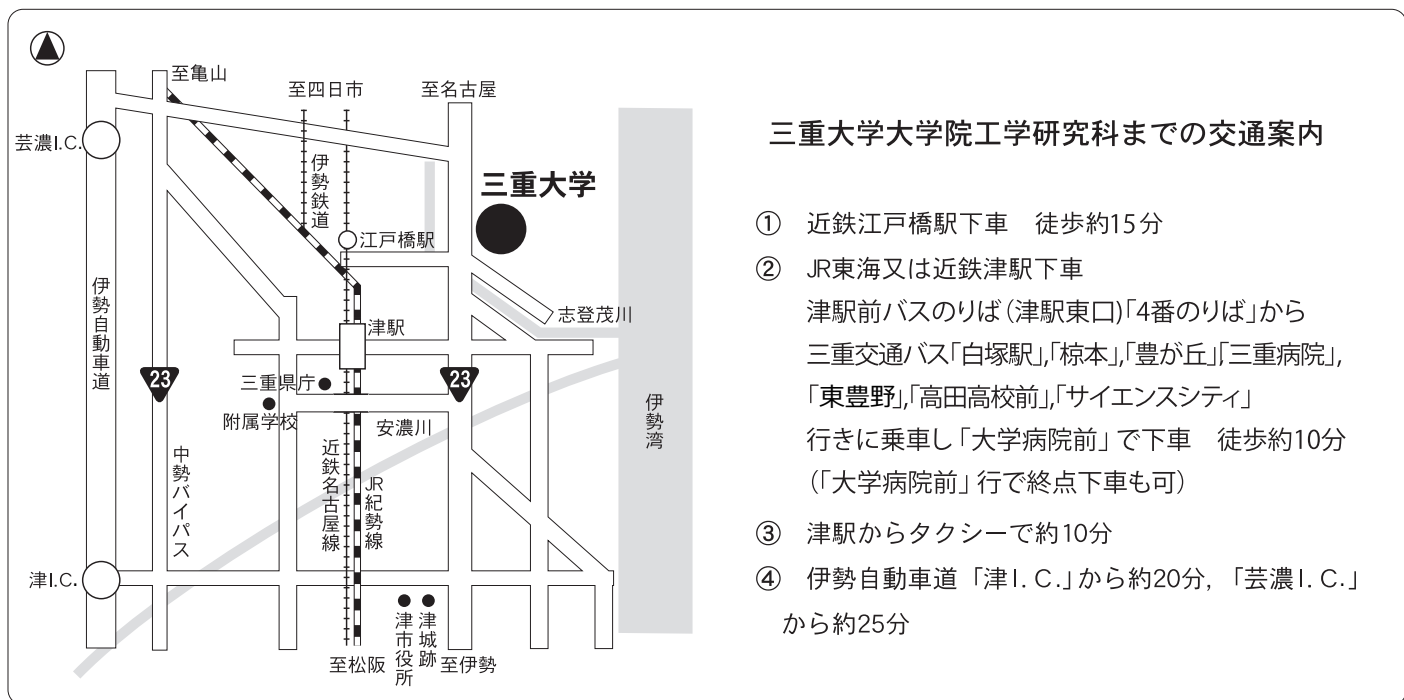 至亀山
至四日市
至名古屋
芸濃I.C.
伊勢鉄道
三重大学
江戸橋駅
伊勢自動車道
志登茂川
津駅
23
23
三重県庁
附属学校
安濃川
伊勢湾
中勢バイパス
近鉄名古屋線
JR紀勢線
津I.C.
津市役所
津城跡
至松阪
至伊勢
三重大学大学院工学研究科までの交通案内
① 近鉄江戸橋駅下車 徒歩約15分
② JR東海又は近鉄津駅下車
津駅前バスのりば(津駅東口)「4番のりば」から
三重交通バス「白塚駅」,「椋本」,「豊が丘」「三重病院」,
「東豊野」,「高田高校前」,「サイエンスシティ」
行きに乗車し「大学病院前」で下車 徒歩約10分
(「大学病院前」行で終点下車も可)
③ 津駅からタクシーで約10分
④ 伊勢自動車道「津I. C.」から約20分,「芸濃I. C.」
から約25分